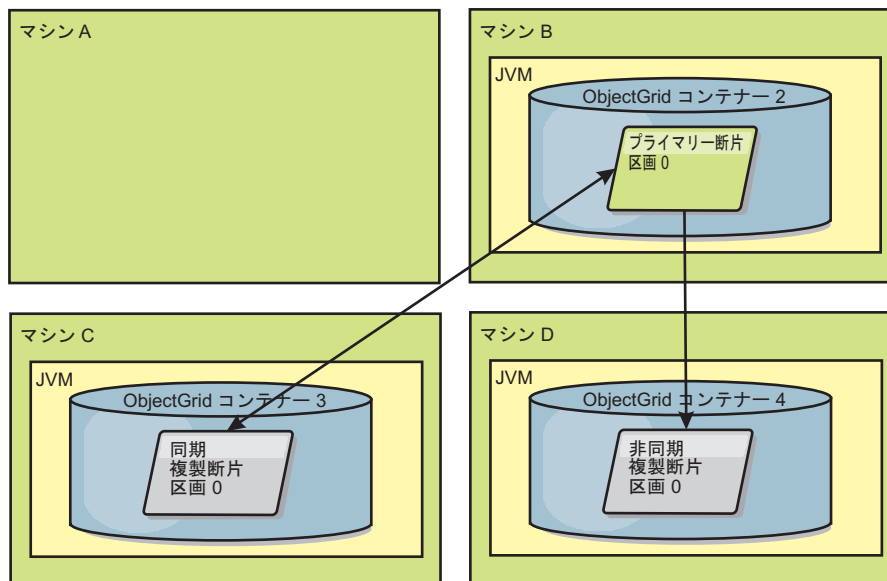 マシン A
マシン B
JVM
ObjectGrid コンテナー 2
プライマリー断片
区画 0
マシン C
JVM
ObjectGrid コンテナー 3
同期
複製断片
区画 0
マシン D
JVM
ObjectGrid コンテナー 4
非同期
複製断片
区画 0